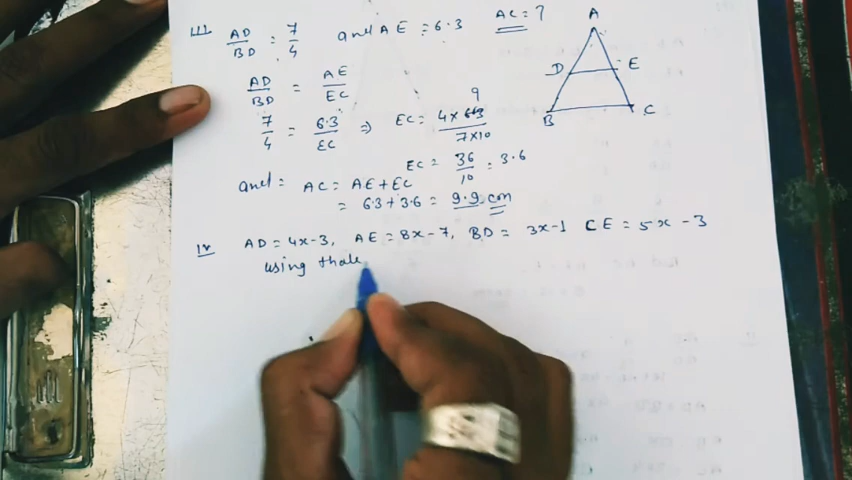 III AD/BD = 7/4 and AE = 6.3 AC = ?
AD/BD = AE/EC
7/4 = 6.3/EC ⇒ EC = 4 × 63/7×10 9
EC = 36/10 = 3.6
and = AC = AE + EC
= 6.3 + 3.6 = 9.9 cm
IV AD = 4x-3, AE = 8x-7, BD = 3x-1 CE = 5x-3
using thale
A
D E
B C